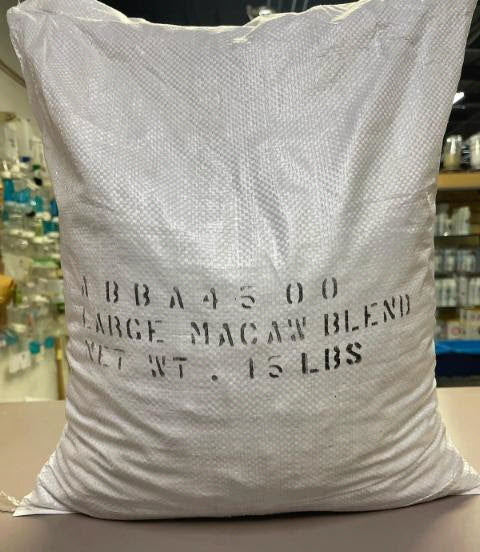 ABBA4500
LARGE MACAW BLEND
NET WT. 15 LBS